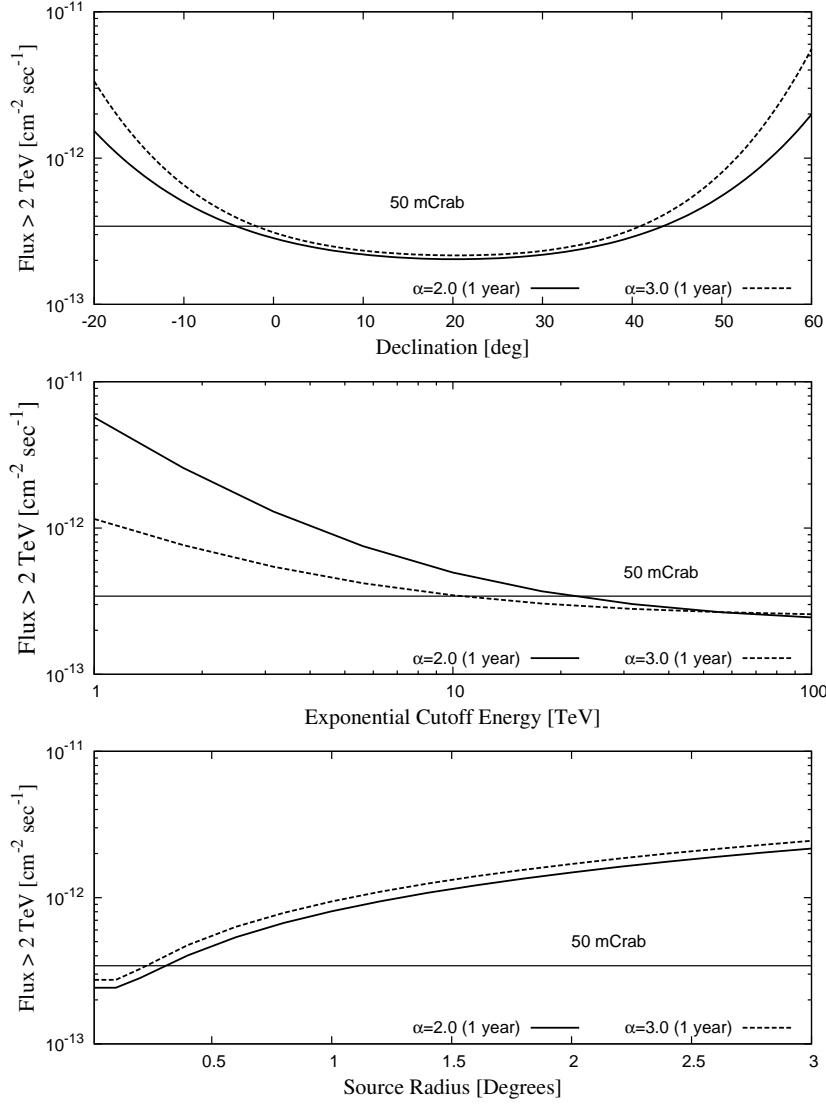 10⁻¹¹
10⁻¹²
10⁻¹³
Flux > 2 TeV [cm⁻² sec⁻¹]
50 mCrab
α=2.0 (1 year) α=3.0 (1 year)
-20 -10 0 10 20 30 40 50 60
Declination [deg]
10⁻¹¹
10⁻¹²
10⁻¹³
Flux > 2 TeV [cm⁻² sec⁻¹]
50 mCrab
α=2.0 (1 year) α=3.0 (1 year)
1 10 100
Exponential Cutoff Energy [TeV]
10⁻¹¹
10⁻¹²
10⁻¹³
Flux > 2 TeV [cm⁻² sec⁻¹]
50 mCrab
α=2.0 (1 year) α=3.0 (1 year)
0.5 1 1.5 2 2.5 3
Source Radius [Degrees]